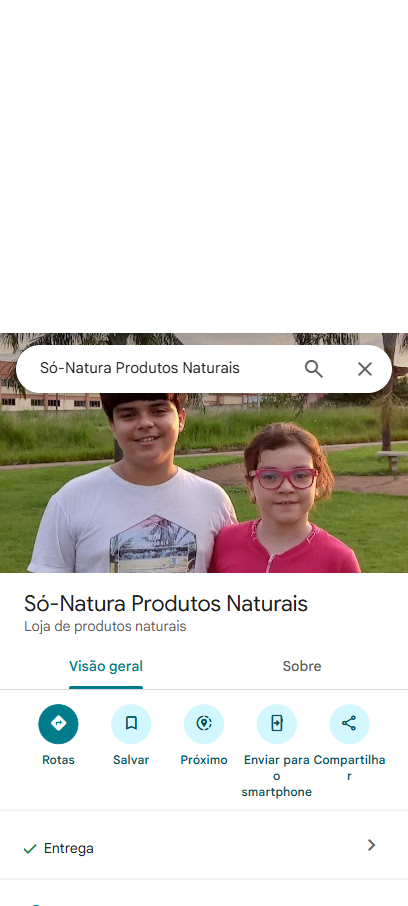 Só-Natura Produtos Naturais
Só-Natura Produtos Naturais
Loja de produtos naturais
Visão geral
Sobre
Rotas
Salvar
Próximo
Enviar para
o
smartphone
Compartilha
r
Entrega